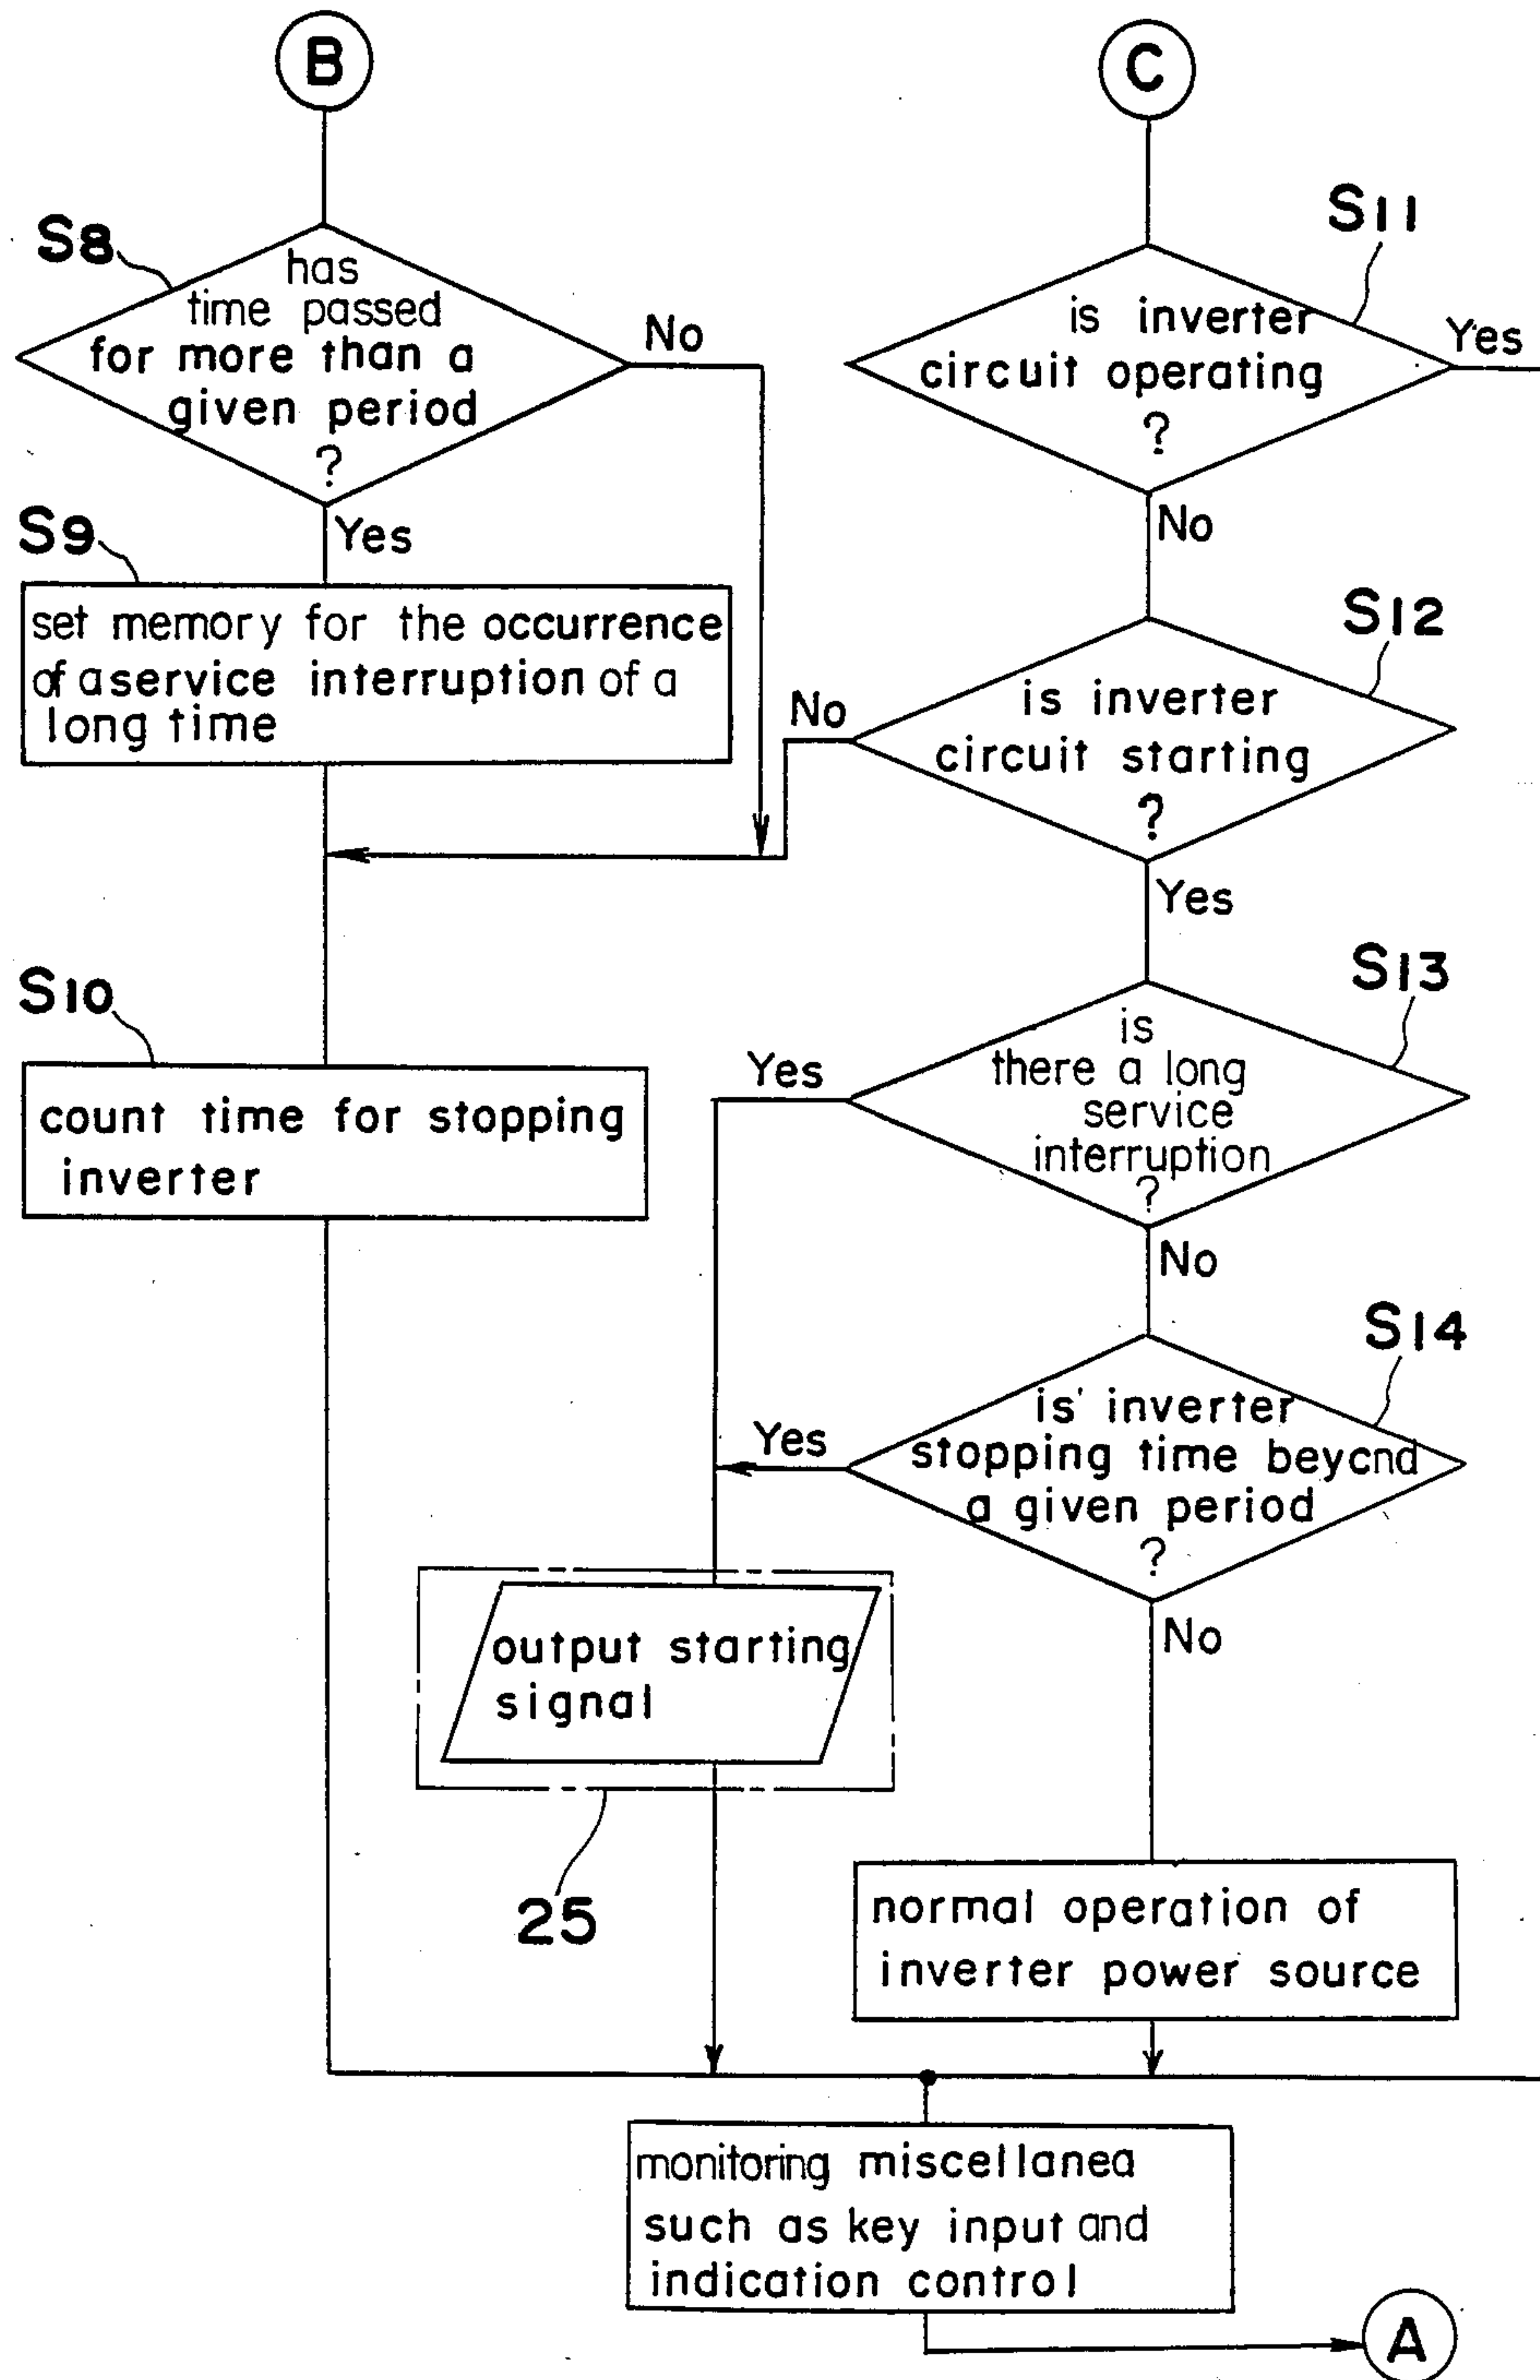 B
S8
has
time passed
for more than a
given period
?
No
Yes
S9
set memory for the occurrence
of a service interruption of a
long time
S10
count time for stopping
inverter
C
S11
is inverter
circuit operating
?
Yes
No
S12
is inverter
circuit starting
?
No
Yes
S13
is
there a long
service
interruption
?
Yes
No
S14
is inverter
stopping time beyond
a given period
?
Yes
No
output starting
signal
25
normal operation of
inverter power source
monitoring miscellanea
such as key input and
indication control
A